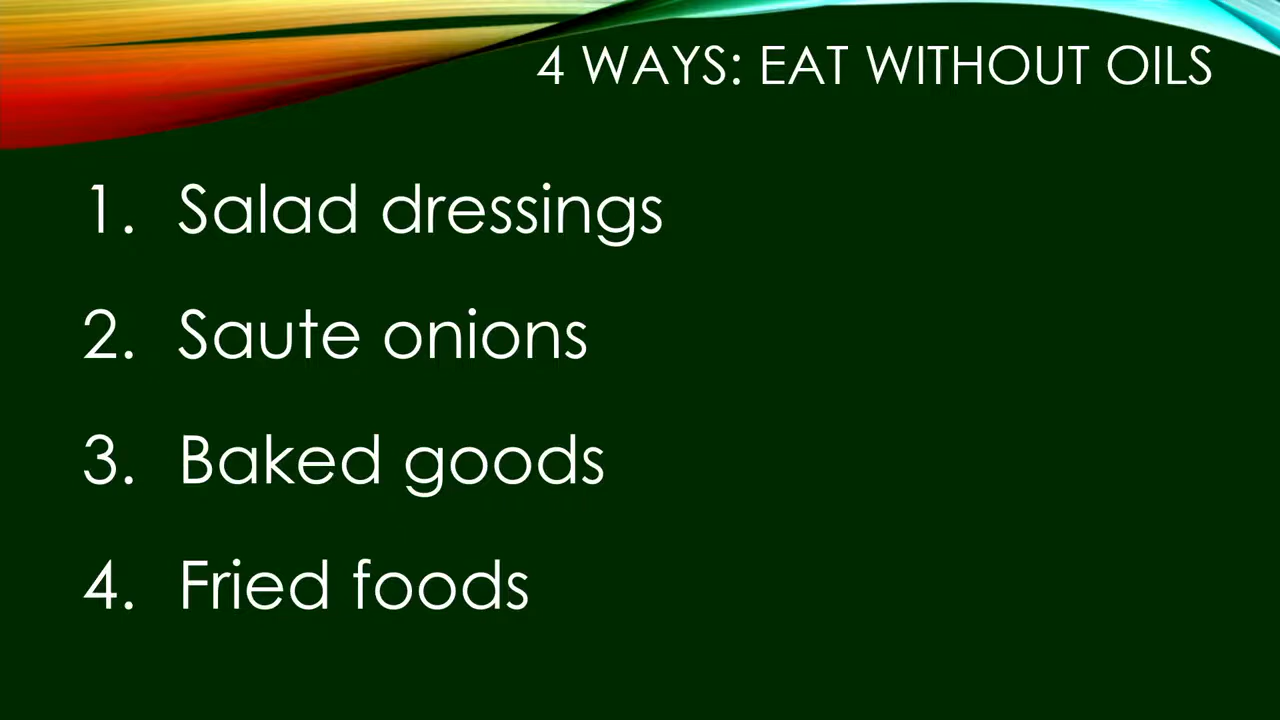 4 WAYS: EAT WITHOUT OILS
1. Salad dressings
2. Saute onions
3. Baked goods
4. Fried foods